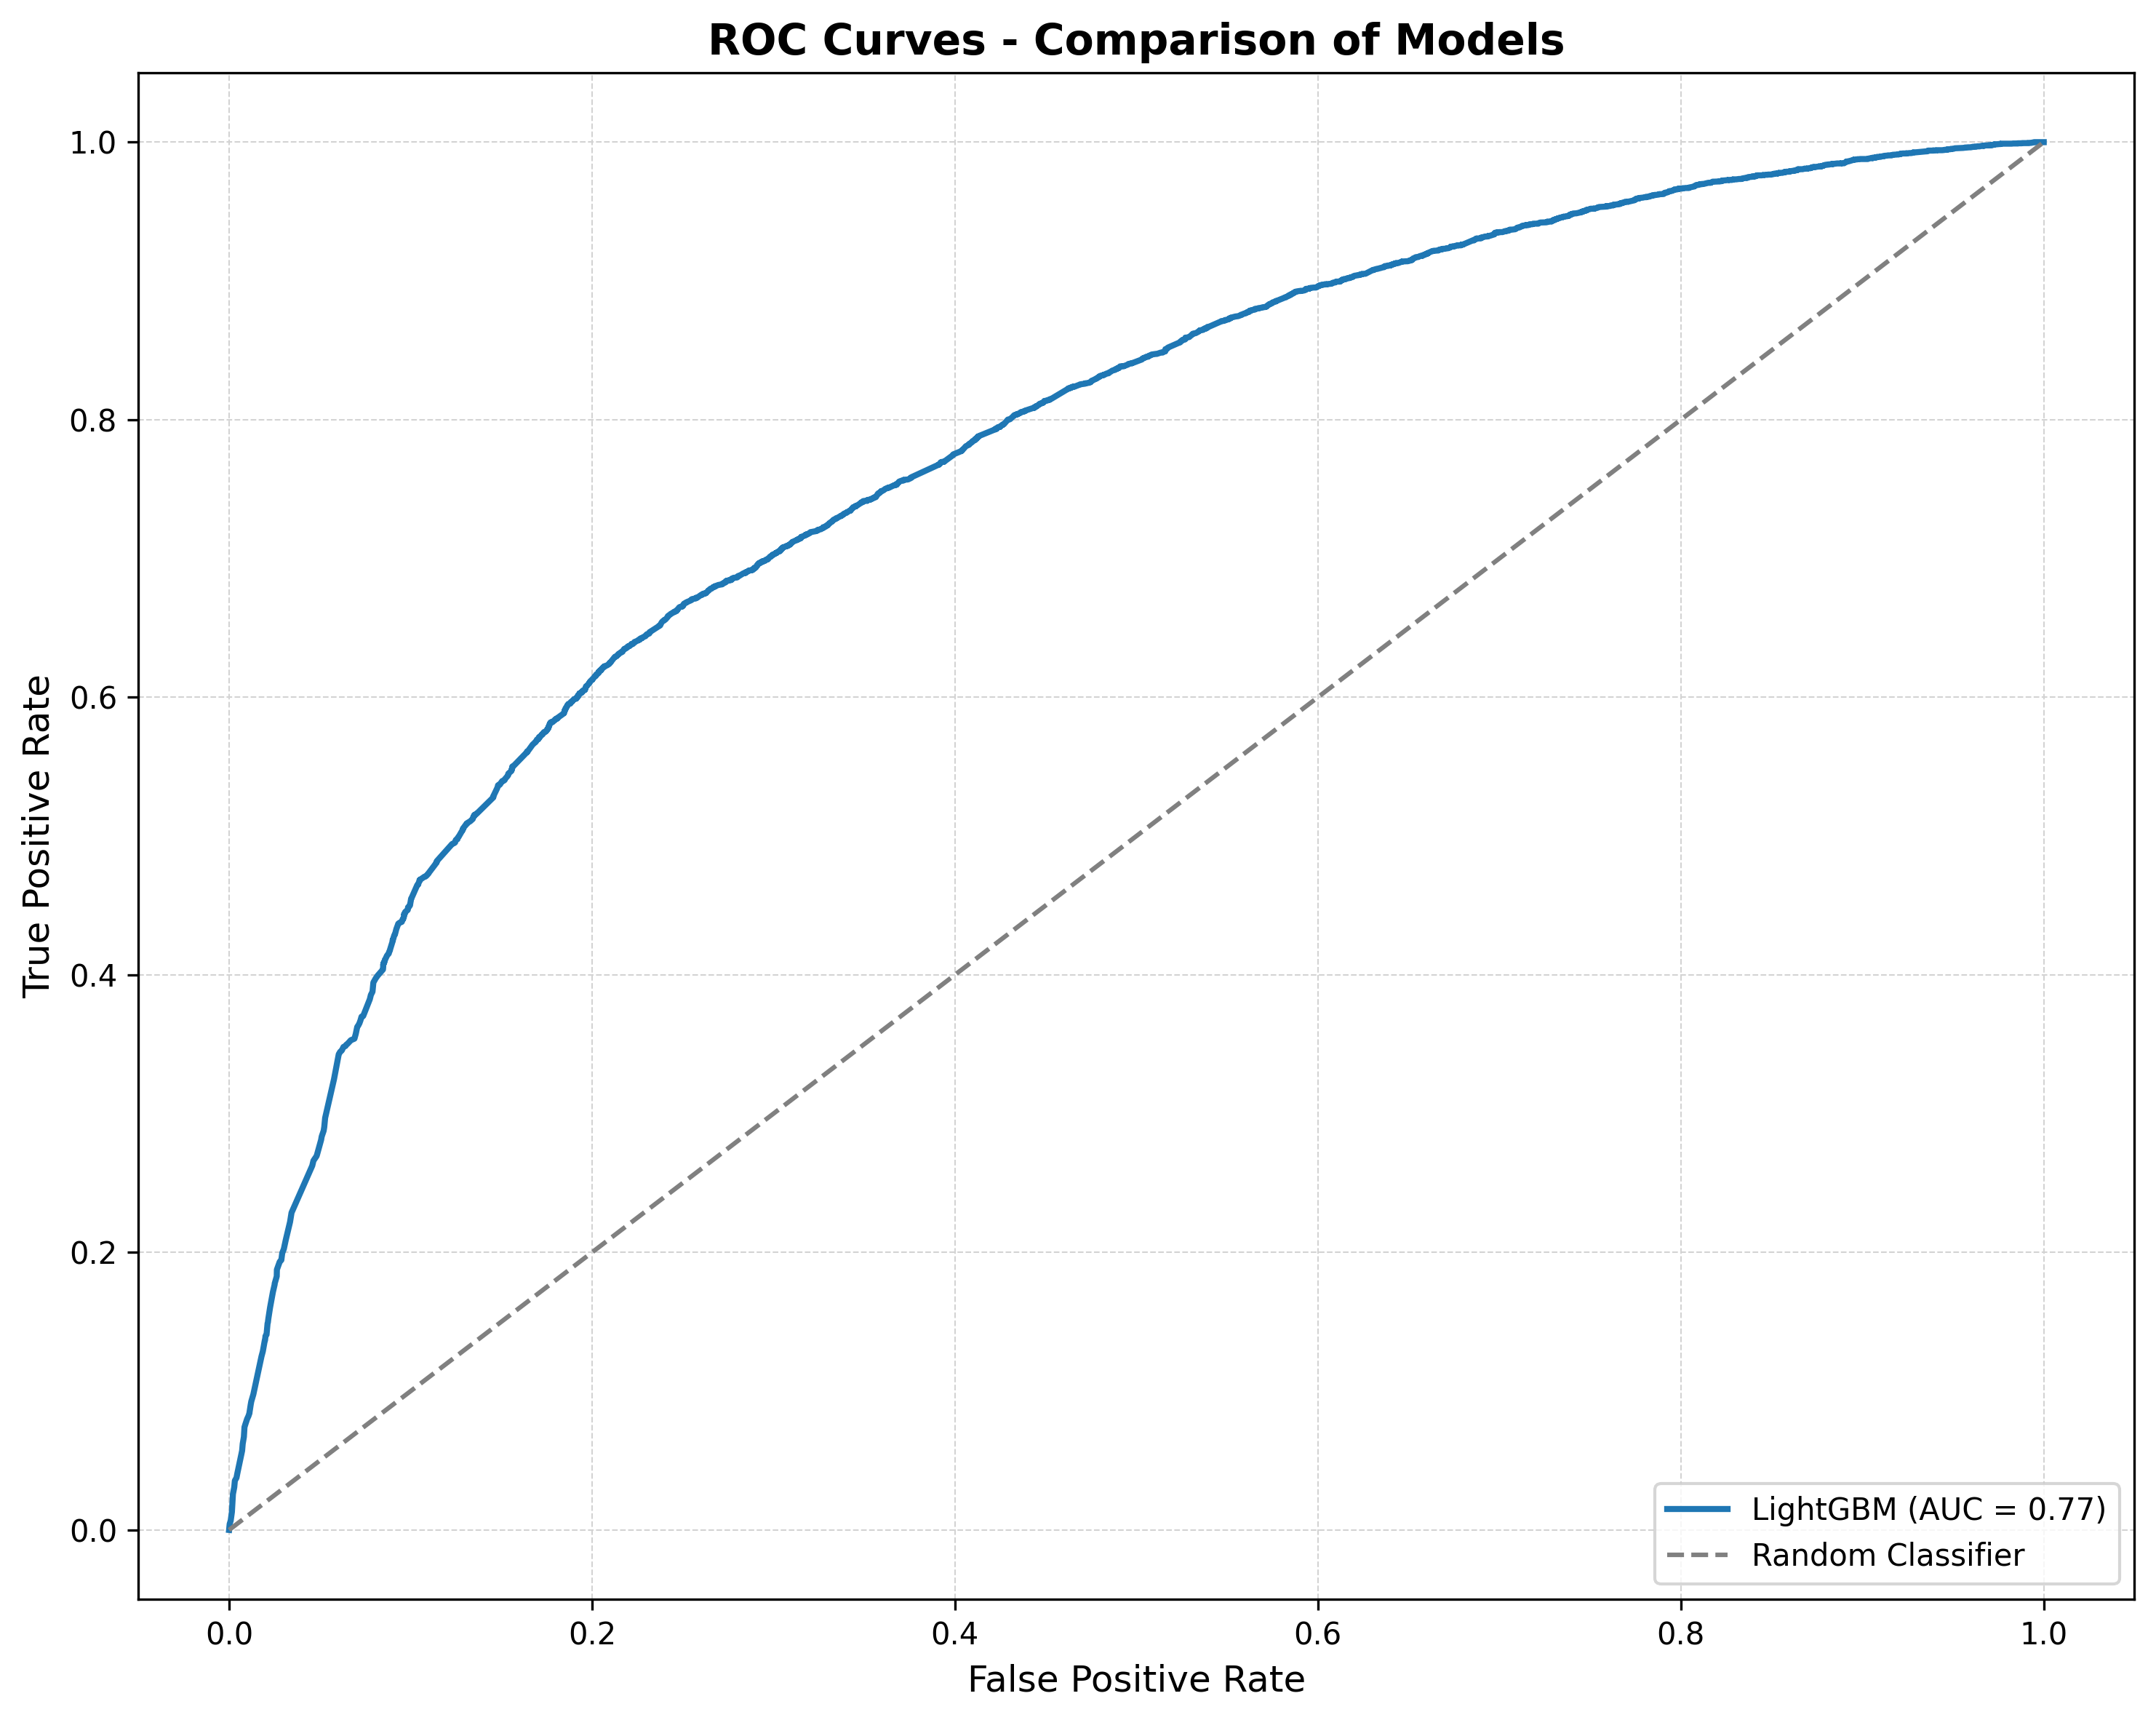 ROC Curves - Comparison of Models
True Positive Rate
1.0
0.8
0.6
0.4
0.2
0.0
0.0 0.2 0.4 0.6 0.8 1.0
False Positive Rate
LightGBM (AUC = 0.77)
Random Classifier